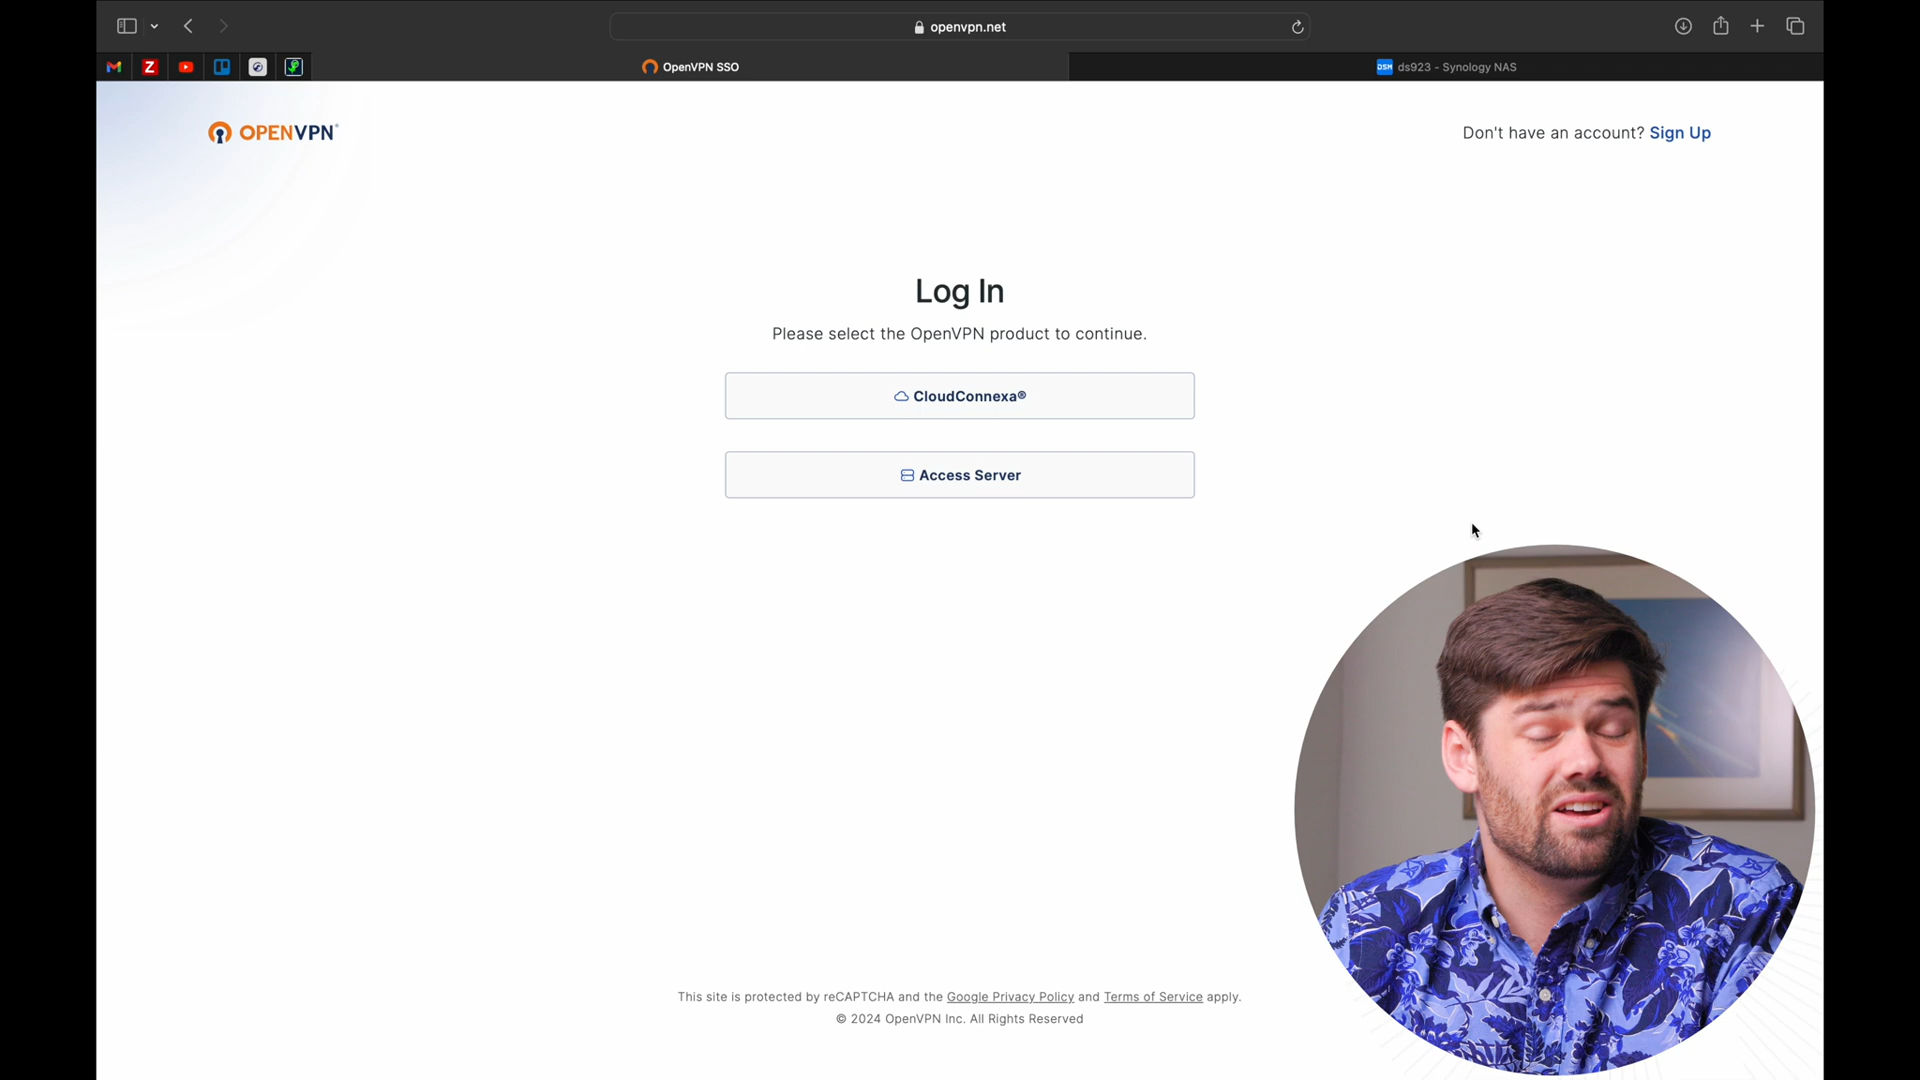 openvpn.net
Z
OpenVPN SSO
DSM ds923 - Synology NAS
OPENVPN®
Don't have an account? Sign Up
Log In
Please select the OpenVPN product to continue.
CloudConnexa®
Access Server
This site is protected by reCAPTCHA and the Google Privacy Policy and Terms of Service apply.
© 2024 OpenVPN Inc. All Rights Reserved